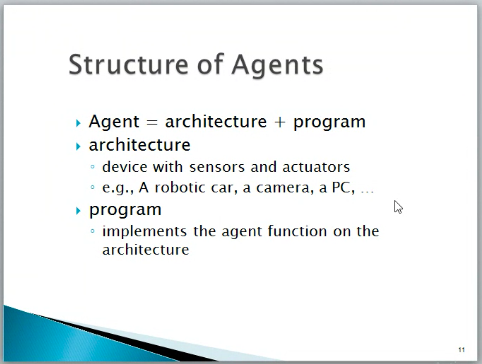 Structure of Agents
Agent = architecture + program
architecture
device with sensors and actuators
e.g., A robotic car, a camera, a PC, ...
program
implements the agent function on the
architecture
11